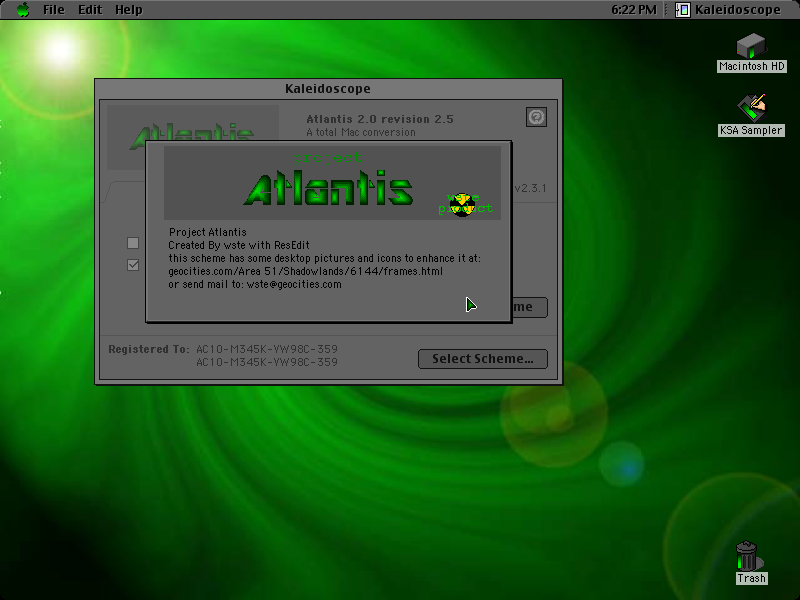 File Edit Help
6:22 PM
Kaleidoscope
Macintosh HD
KSA Sampler
Kaleidoscope
Atlantis
Atlantis 2.0 revision 2.5
A total Mac conversion
v2.3.1
Atlantis
Project Atlantis
Created By wste with ResEdit
this scheme has some desktop pictures and icons to enhance it at:
geocities.com/Area 51/Shadowlands/6144/frames.html
or send mail to: wste@geocities.com
me
Registered To: AC10-M345K-YW98C-359
AC10-M345K-YW98C-359
Select Scheme...
Trash